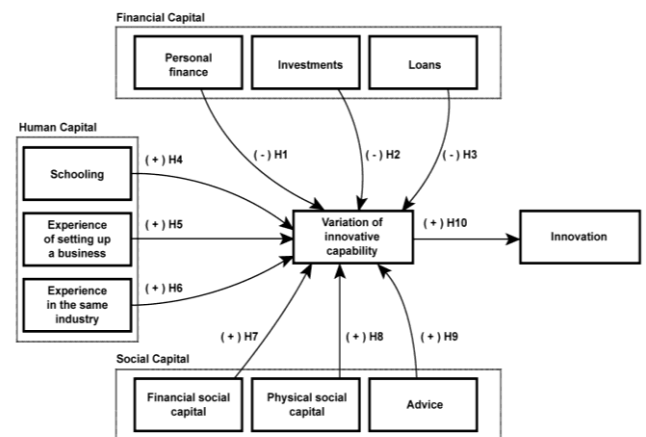 Financial Capital
Personal
finance
Investments
Loans
Human Capital
( - ) H1
( - ) H2
( - ) H3
Schooling
( + ) H4
Experience
of setting up
a business
( + ) H5
Variation of
innovative
capability
( + ) H10
Innovation
Experience
in the same
industry
( + ) H6
( + ) H7
( + ) H8
( + ) H9
Social Capital
Financial social
capital
Physical social
capital
Advice